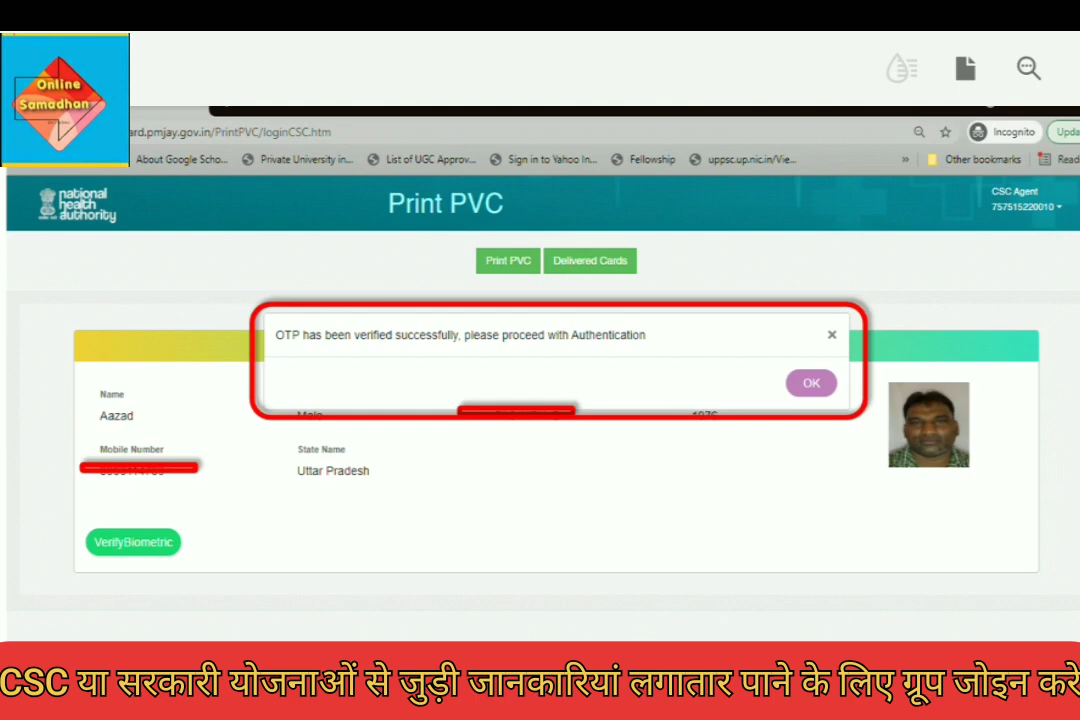 Online
Samadhan
ard.pmjay.gov.in/PrintPVC/loginCSC.htm
Incognito
Upda
About Google Scho...
Private University in...
List of UGC Approv...
Sign in to Yahoo In...
Fellowship
uppsc.up.nic.in/Vie...
»
Other bookmarks
Read
national
health
authority
Print PVC
CSC Agent
757515220010
Print PVC
Delivered Cards
OTP has been verified successfully, please proceed with Authentication
×
OK
Name
Aazad
Male
1976
Mobile Number
State Name
Uttar Pradesh
VerifyBiometric
CSC या सरकारी योजनाओं से जुड़ी जानकारियां लगातार पाने के लिए ग्रूप जोइन करे